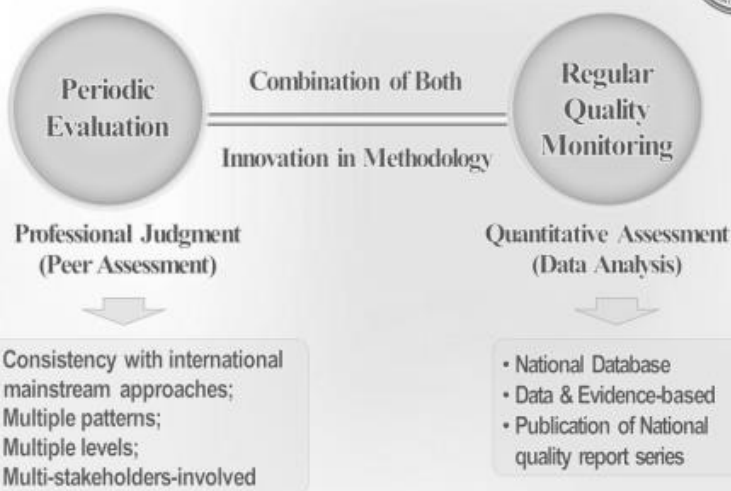 Periodic
Evaluation
Combination of Both
Innovation in Methodology
Regular
Quality
Monitoring
Professional Judgment
(Peer Assessment)
Quantitative Assessment
(Data Analysis)
Consistency with international
mainstream approaches;
Multiple patterns;
Multiple levels;
Multi-stakeholders-involved
• National Database
• Data & Evidence-based
• Publication of National
quality report series